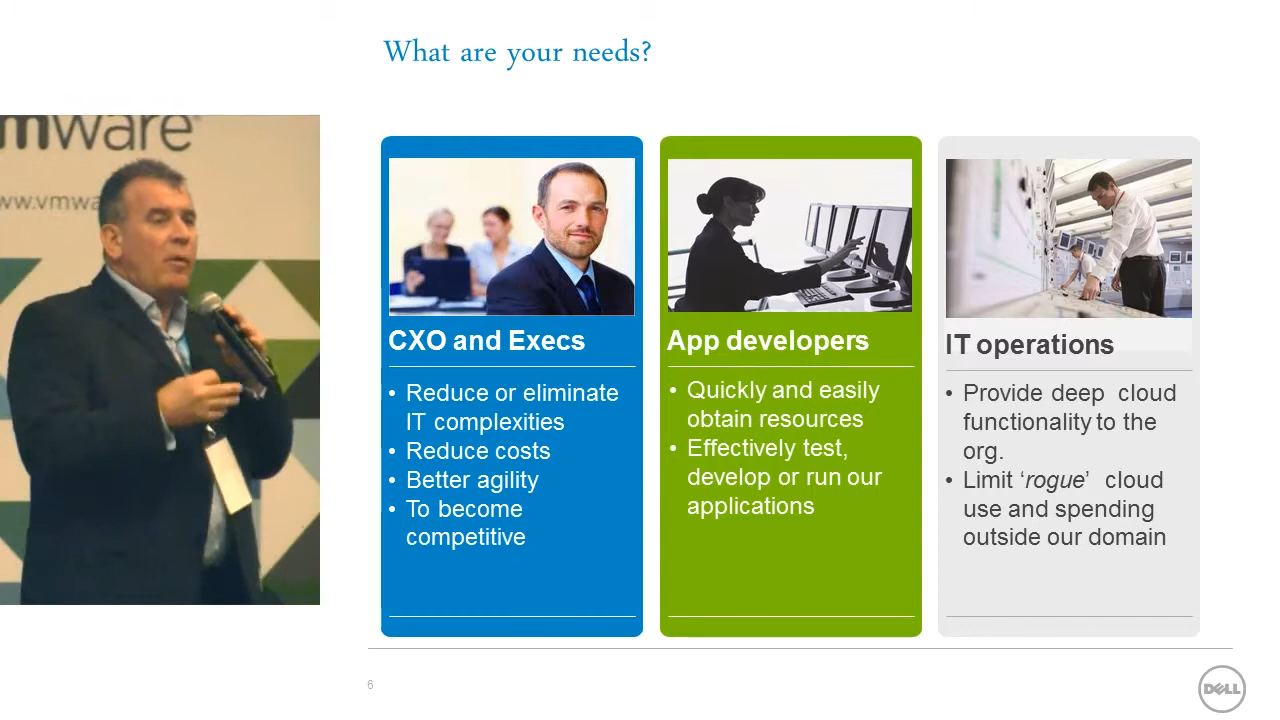 What are your needs?
mware®
ww.vmwa
CXO and Execs
• Reduce or eliminate
IT complexities
• Reduce costs
• Better agility
• To become
competitive
App developers
• Quickly and easily
obtain resources
• Effectively test,
develop or run our
applications
IT operations
• Provide deep cloud
functionality to the
org.
• Limit ‘rogue’ cloud
use and spending
outside our domain
6
DELL